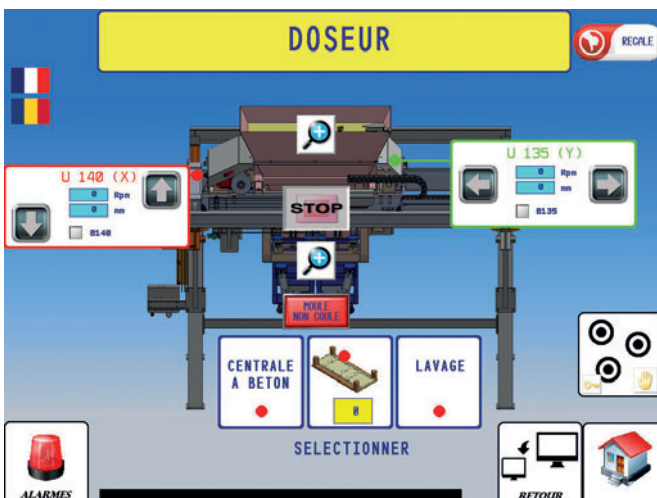 DOSEUR
RECALE
U 140 (X)
0 Rpm
0 mm
B140
U 135 (Y)
0 Rpm
0 mm
B135
STOP
MOULE
NON COULE
CENTRALE
A BETON
0
LAVAGE
SELECTIONNER
ALARMES
RETOUR